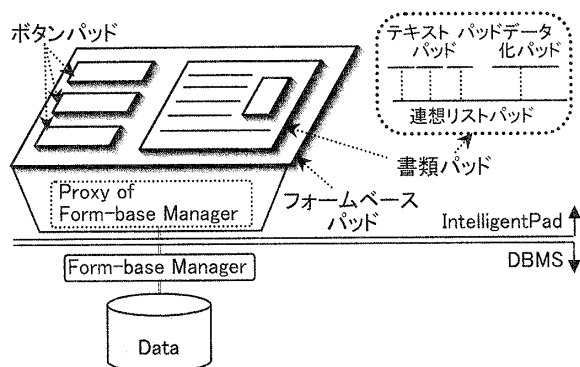 ボタンパッド
テキスト パッドデータ
パッド 化パッド
連想リストパッド
書類パッド
Proxy of
Form-base Manager
フォームベース
パッド
IntelligentPad
Form-base Manager
DBMS
Data